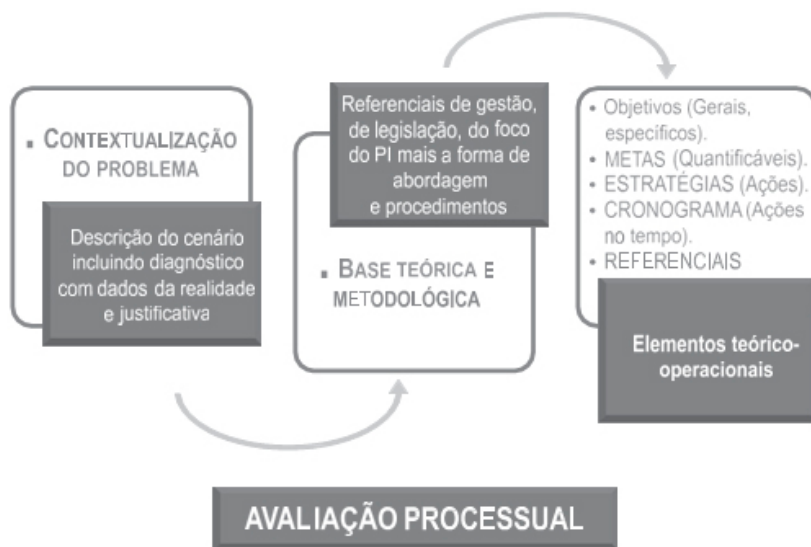 ▪ CONTEXTUALIZAÇÃO
DO PROBLEMA
Descrição do cenário
incluindo diagnóstico
com dados da realidade
e justificativa
Referenciais de gestão,
de legislação, do foco
do PI mais a forma de
abordagem
e procedimentos
▪ BASE TEÓRICA E
METODOLÓGICA
• Objetivos (Gerais,
específicos).
• METAS (Quantificáveis).
• ESTRATÉGIAS (Ações).
• CRONOGRAMA (Ações
no tempo).
• REFERENCIAIS
Elementos teórico-
operacionais
AVALIAÇÃO PROCESSUAL